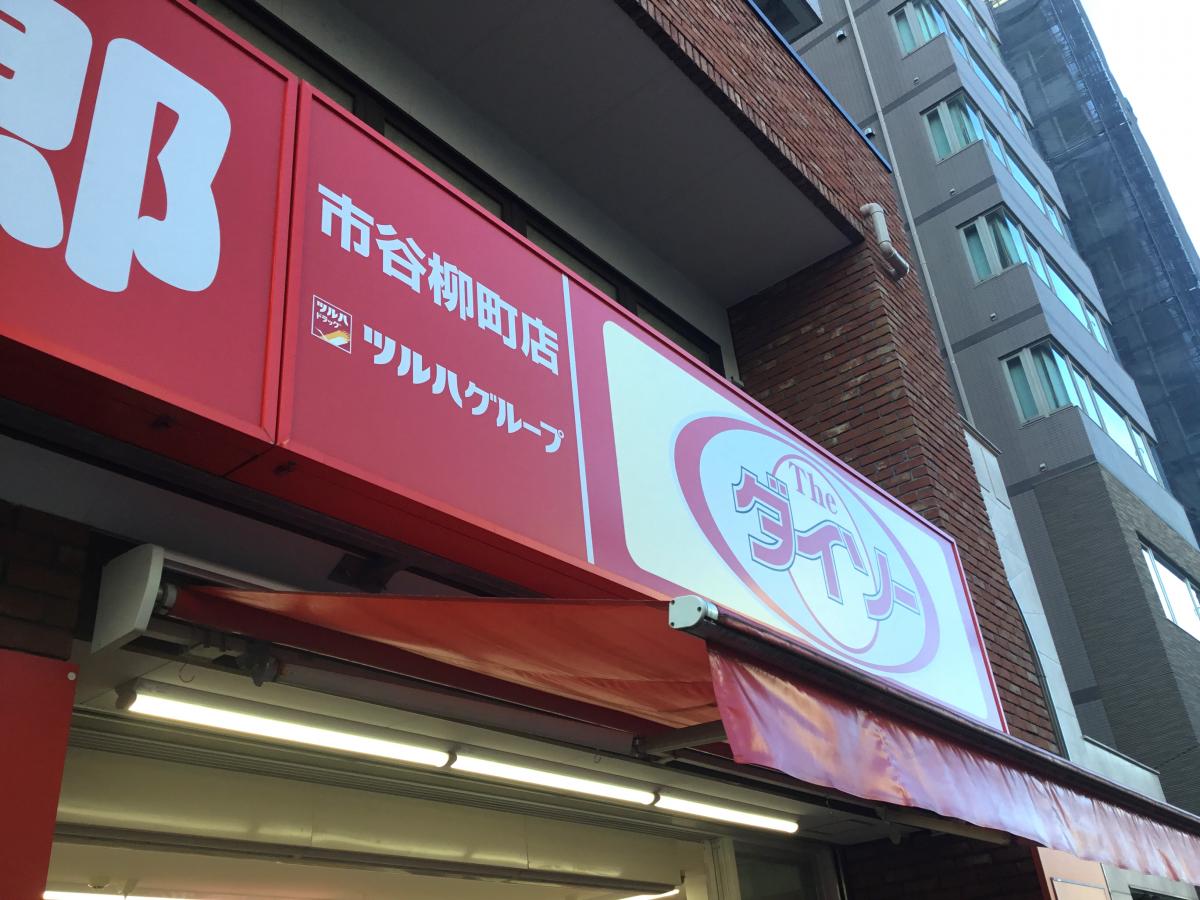 郎
市谷柳町店
ツルハ
ドラッグ
ツルハグループ
The
ダイソー